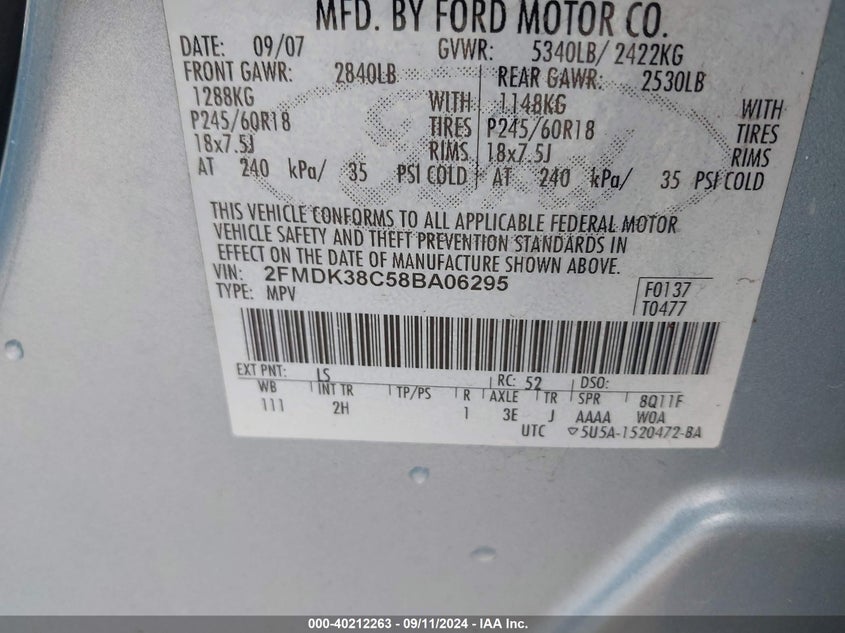 MFD. BY FORD MOTOR CO.
DATE: 09/07 GVWR: 5340LB/ 2422KG
FRONT GAWR: 2840LB REAR GAWR: 2530LB
1288KG WITH 1148KG WITH
P245/60R18 TIRES P245/60R18 TIRES
18x7.5J RIMS 18x7.5J RIMS
AT 240 kPa/ 35 PSI COLD AT 240 kPa/ 35 PSI COLD
THIS VEHICLE CONFORMS TO ALL APPLICABLE FEDERAL MOTOR
VEHICLE SAFETY AND THEFT PREVENTION STANDARDS IN
EFFECT ON THE DATE OF MANUFACTURE SHOWN ABOVE.
VIN: 2FMDK38C58BA06295
TYPE: MPV
F0137
T0477
EXT PNT: LS RC: 52 DSO:
WB INT TR TP/PS R AXLE TR SPR 8Q11F
111 2H 1 3E J AAAA W0A
UTC ▽5U5A-1520472-BA
000-40212263 - 09/11/2024 - IAA Inc.